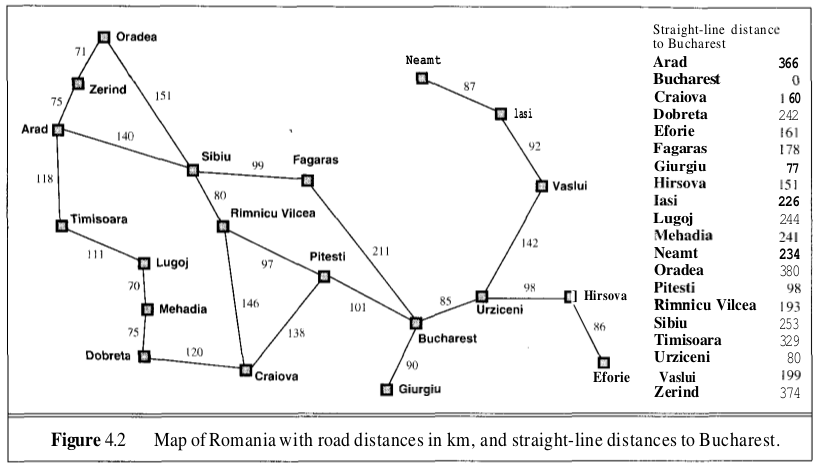 Oradea
71
Neamt
Zerind
87
151
75
Iasi
Arad
140
92
Sibiu
99
Fagaras
118
80
Vaslui
Timisoara
Rimnicu Vilcea
111
211
142
Lugoj
97
Pitesti
70
98
Hirsova
Mehadia
146
101
85
Urziceni
75
138
86
Bucharest
Dobreta
120
90
Craiova
Giurgiu
Eforie
Straight-line distance
to Bucharest
Arad 366
Bucharest 0
Craiova 160
Dobreta 242
Eforie 161
Fagaras 178
Giurgiu 77
Hirsova 151
Iasi 226
Lugoj 244
Mehadia 241
Neamt 234
Oradea 380
Pitesti 98
Rimnicu Vilcea 193
Sibiu 253
Timisoara 329
Urziceni 80
Vaslui 199
Zerind 374
Figure 4.2 Map of Romania with road distances in km, and straight-line distances to Bucharest.